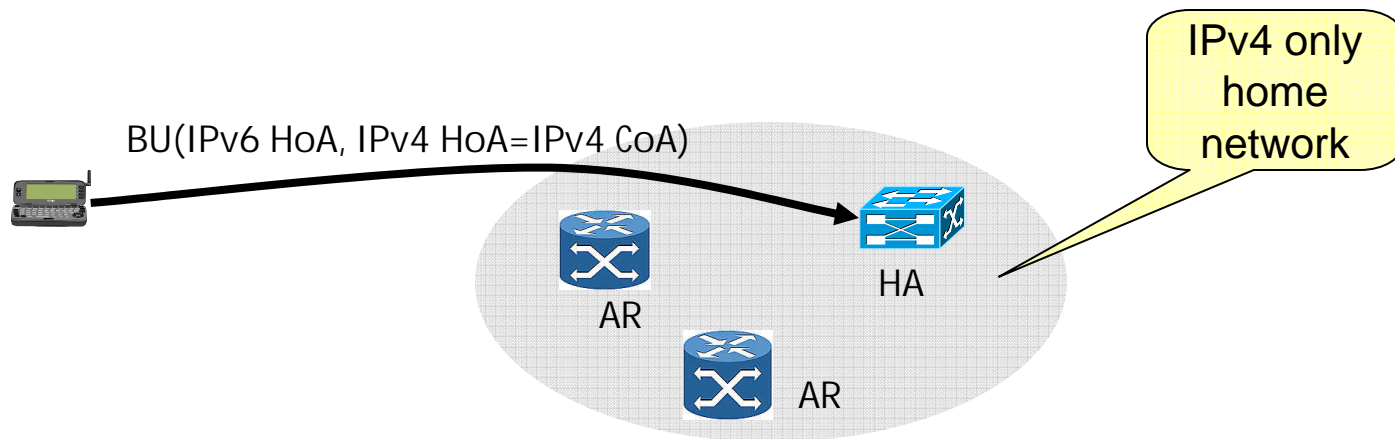 IPv4 only
home
network
BU(IPv6 HoA, IPv4 HoA=IPv4 CoA)
HA
AR
AR